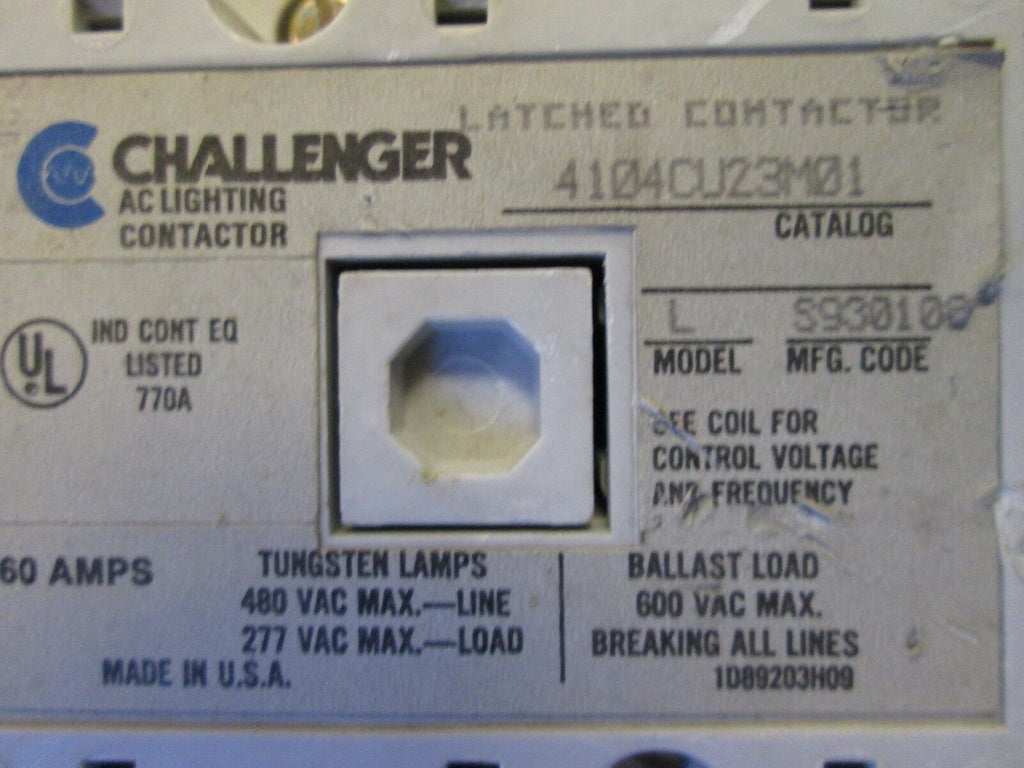 LATCHED CONTACTOR
CHALLENGER
4104CU23M01
AC LIGHTING
CONTACTOR
CATALOG
L S930100
MODEL MFG. CODE
UL
IND CONT EQ
LISTED
770A
SEE COIL FOR
CONTROL VOLTAGE
AND FREQUENCY
60 AMPS
TUNGSTEN LAMPS
480 VAC MAX.—LINE
277 VAC MAX.—LOAD
BALLAST LOAD
600 VAC MAX.
BREAKING ALL LINES
MADE IN U.S.A.
1D89203H09